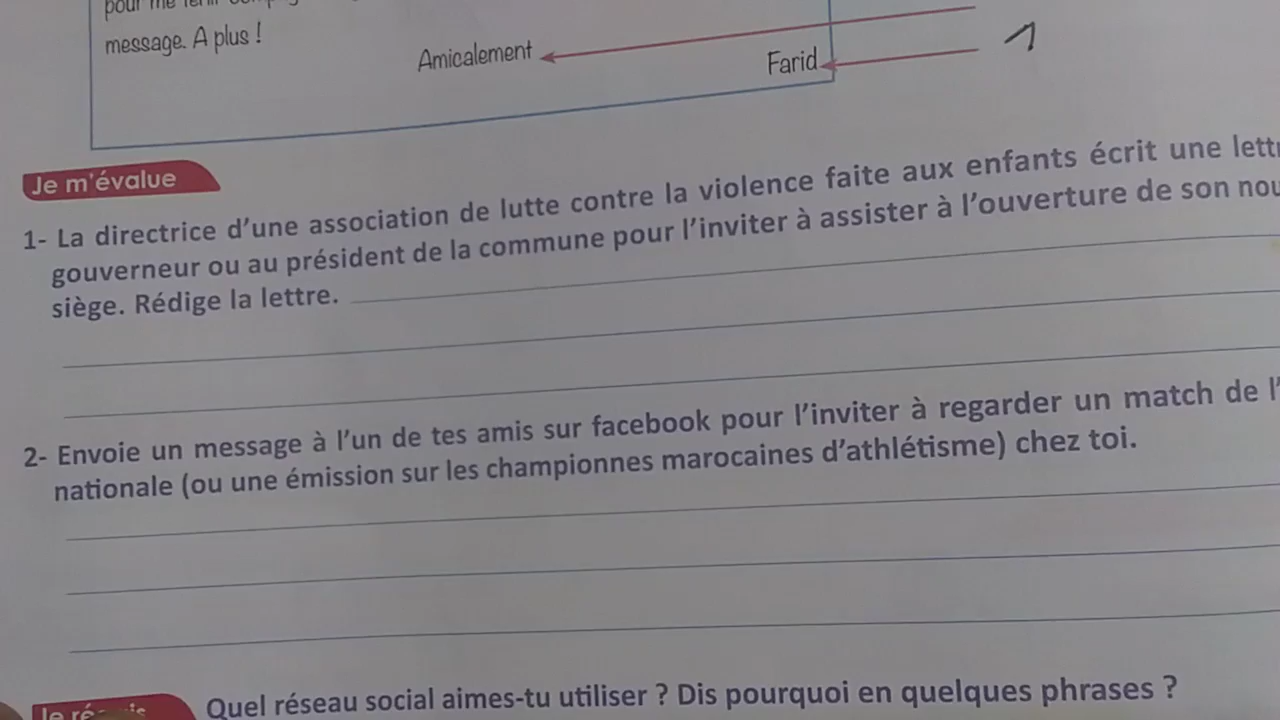 pour me tenir
message. A plus !
Amicalement
Farid
1
Je m'évalue
1- La directrice d'une association de lutte contre la violence faite aux enfants écrit une
gouverneur ou au président de la commune pour l'inviter à assister à l'ouverture de son
siège. Rédige la lettre.
2- Envoie un message à l'un de tes amis sur facebook pour l'inviter à regarder un match de
nationale (ou une émission sur les championnes marocaines d'athlétisme) chez toi.
Quel réseau social aimes-tu utiliser ? Dis pourquoi en quelques phrases ?